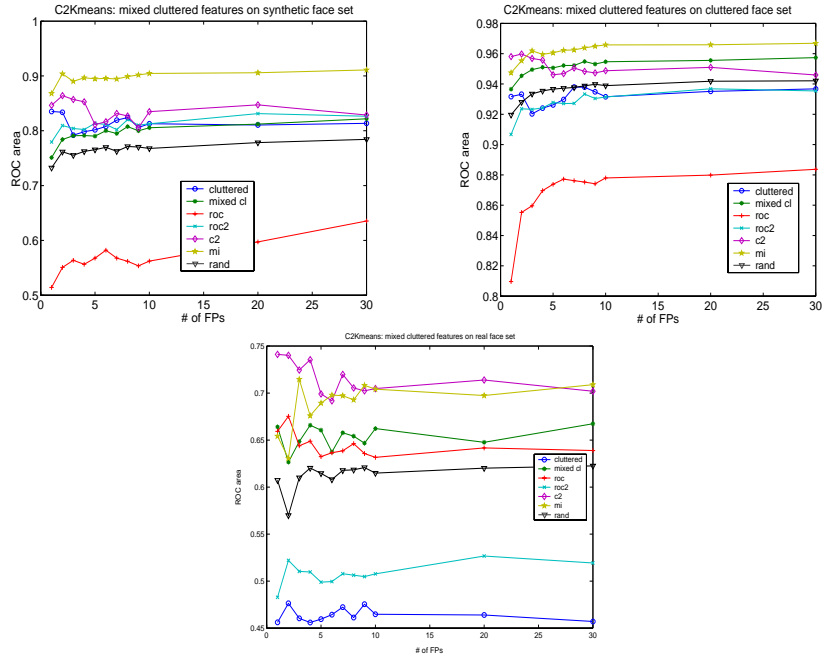 C2Kmeans: mixed cluttered features on synthetic face set
1
0.9
0.8
0.7
0.6
0.5
ROC area
cluttered
mixed cl
roc
roc2
c2
mi
rand
0 5 10 15 20 25 30
# of FPs
C2Kmeans: mixed cluttered features on cluttered face set
0.98
0.96
0.94
0.92
0.9
0.88
0.86
0.84
0.82
0.8
ROC area
cluttered
mixed cl
roc
roc2
c2
mi
rand
0 5 10 15 20 25 30
# of FPs
C2Kmeans: mixed cluttered features on real face set
0.75
0.7
0.65
0.6
0.55
0.5
0.45
ROC area
cluttered
mixed cl
roc
roc2
c2
mi
rand
0 5 10 15 20 25 30
# of FPs